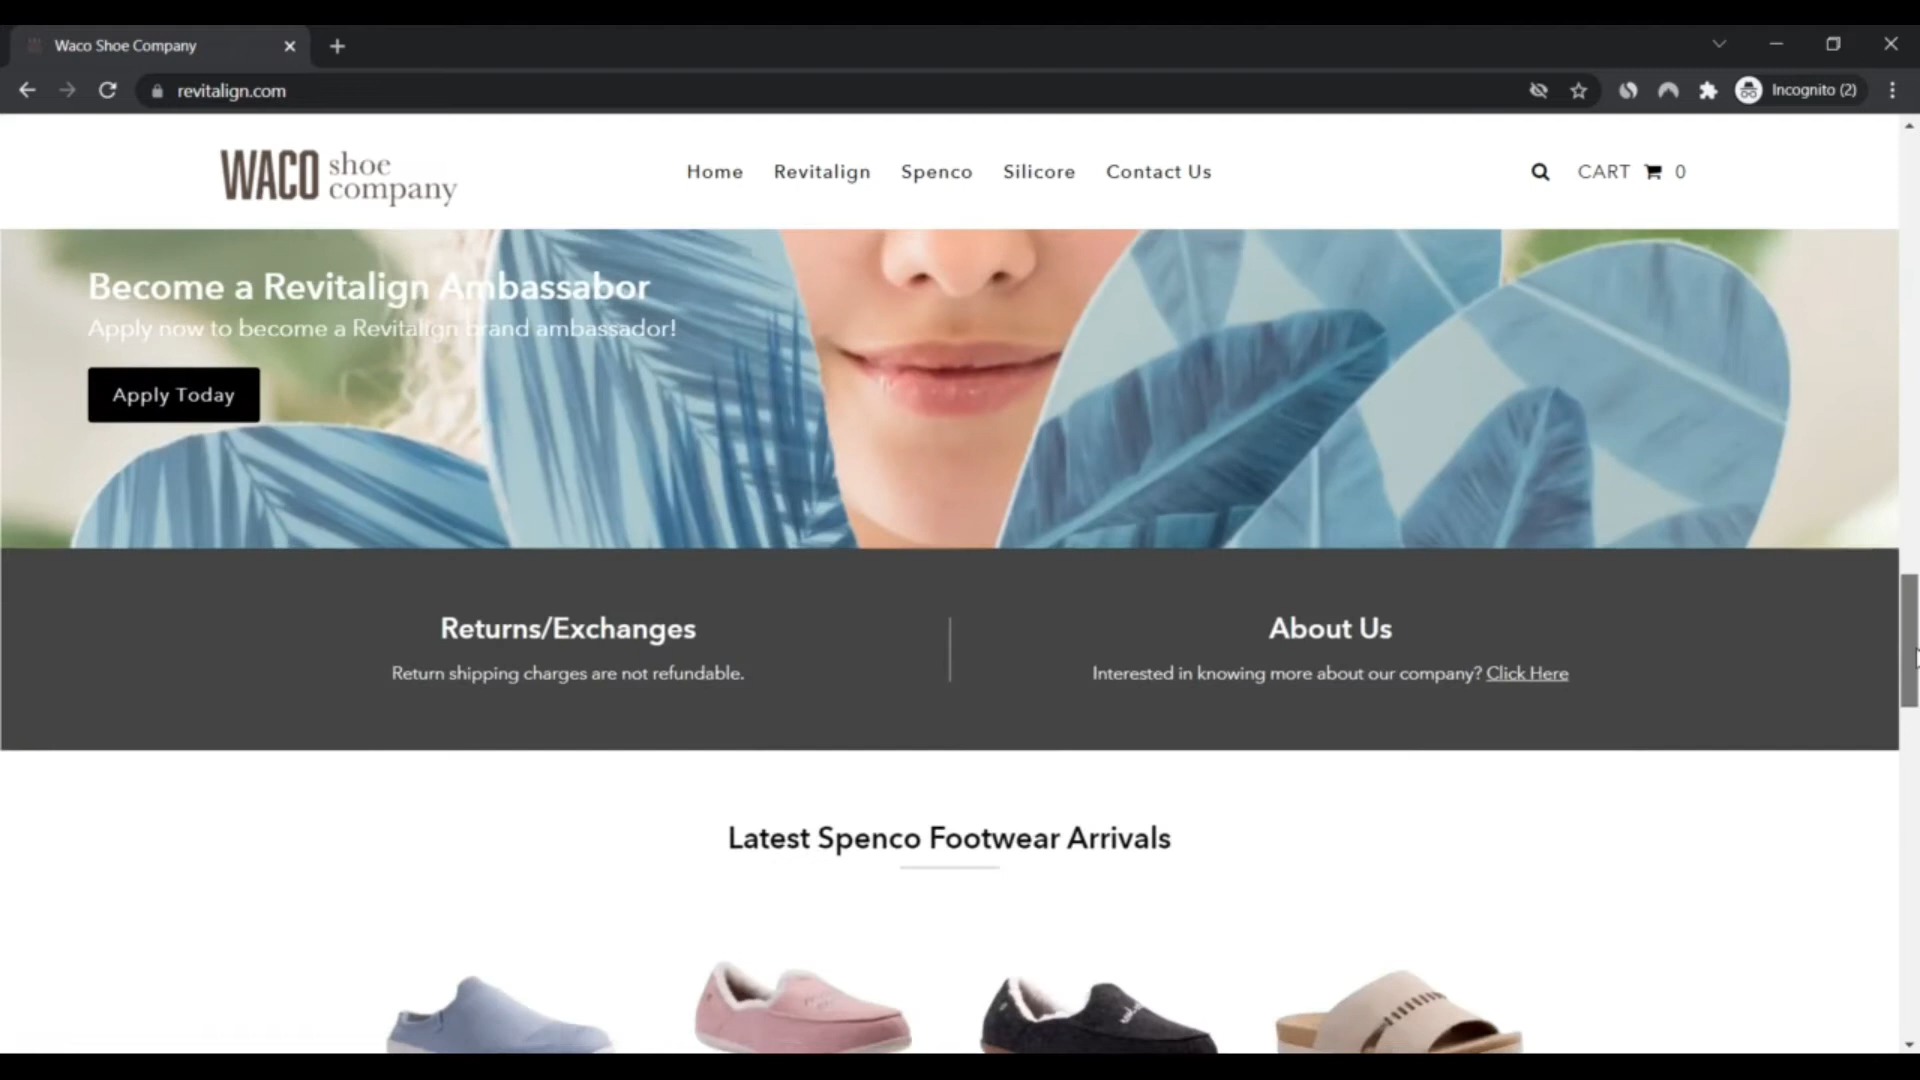 Waco Shoe Company
revitalign.com
Incognito (2)
WACO shoe company
Home Revitalign Spenco Silicore Contact Us
CART 0
Become a Revitalign Ambassabor
Apply now to become a Revitalign brand ambassador!
Apply Today
Returns/Exchanges
Return shipping charges are not refundable.
About Us
Interested in knowing more about our company? Click Here
Latest Spenco Footwear Arrivals